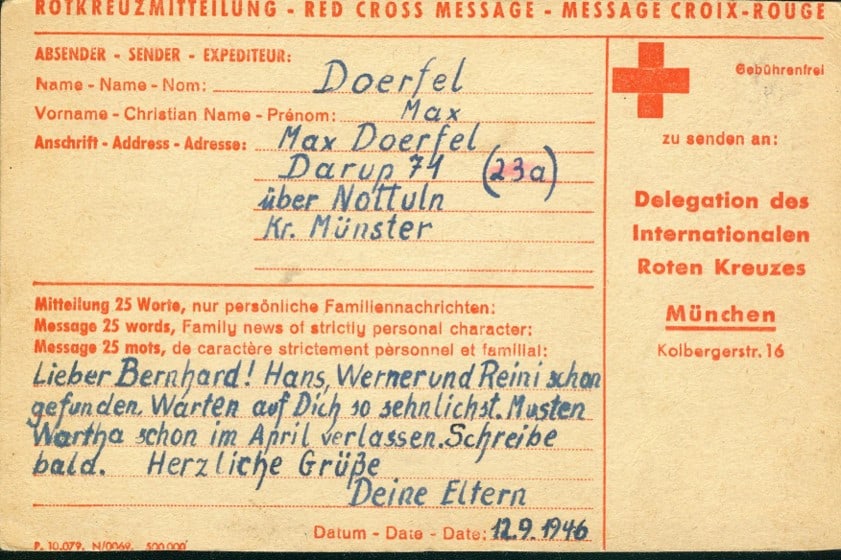 ROTKREUZMITTEILUNG - RED CROSS MESSAGE - MESSAGE CROIX-ROUGE
ABSENDER - SENDER - EXPEDITEUR:
Name - Name - Nom: Doerfel
Vorname - Christian Name - Prénom: Max
Anschrift - Address - Adresse: Max Doerfel
Darup 71 (23a)
über Nottuln
Kr. Münster
Mitteilung 25 Worte, nur persönliche Familiennachrichten:
Message 25 words, Family news of strictly personal character:
Message 25 mots, de caractère strictement pèrsonnel et familial:
Lieber Bernhard! Hans, Werner und Reini schon
gefunden. Warten auf Dich so sehnlichst. Musten
Wartha schon im April verlassen. Schreibe
bald. Herzliche Grüße
Deine Eltern
Datum - Date - Date: 12.9.1946
P. 10.079. N/0069. 500 000
Gebührenfrei
zu senden an:
Delegation des
Internationalen
Roten Kreuzes
München
Kolbergerstr. 16